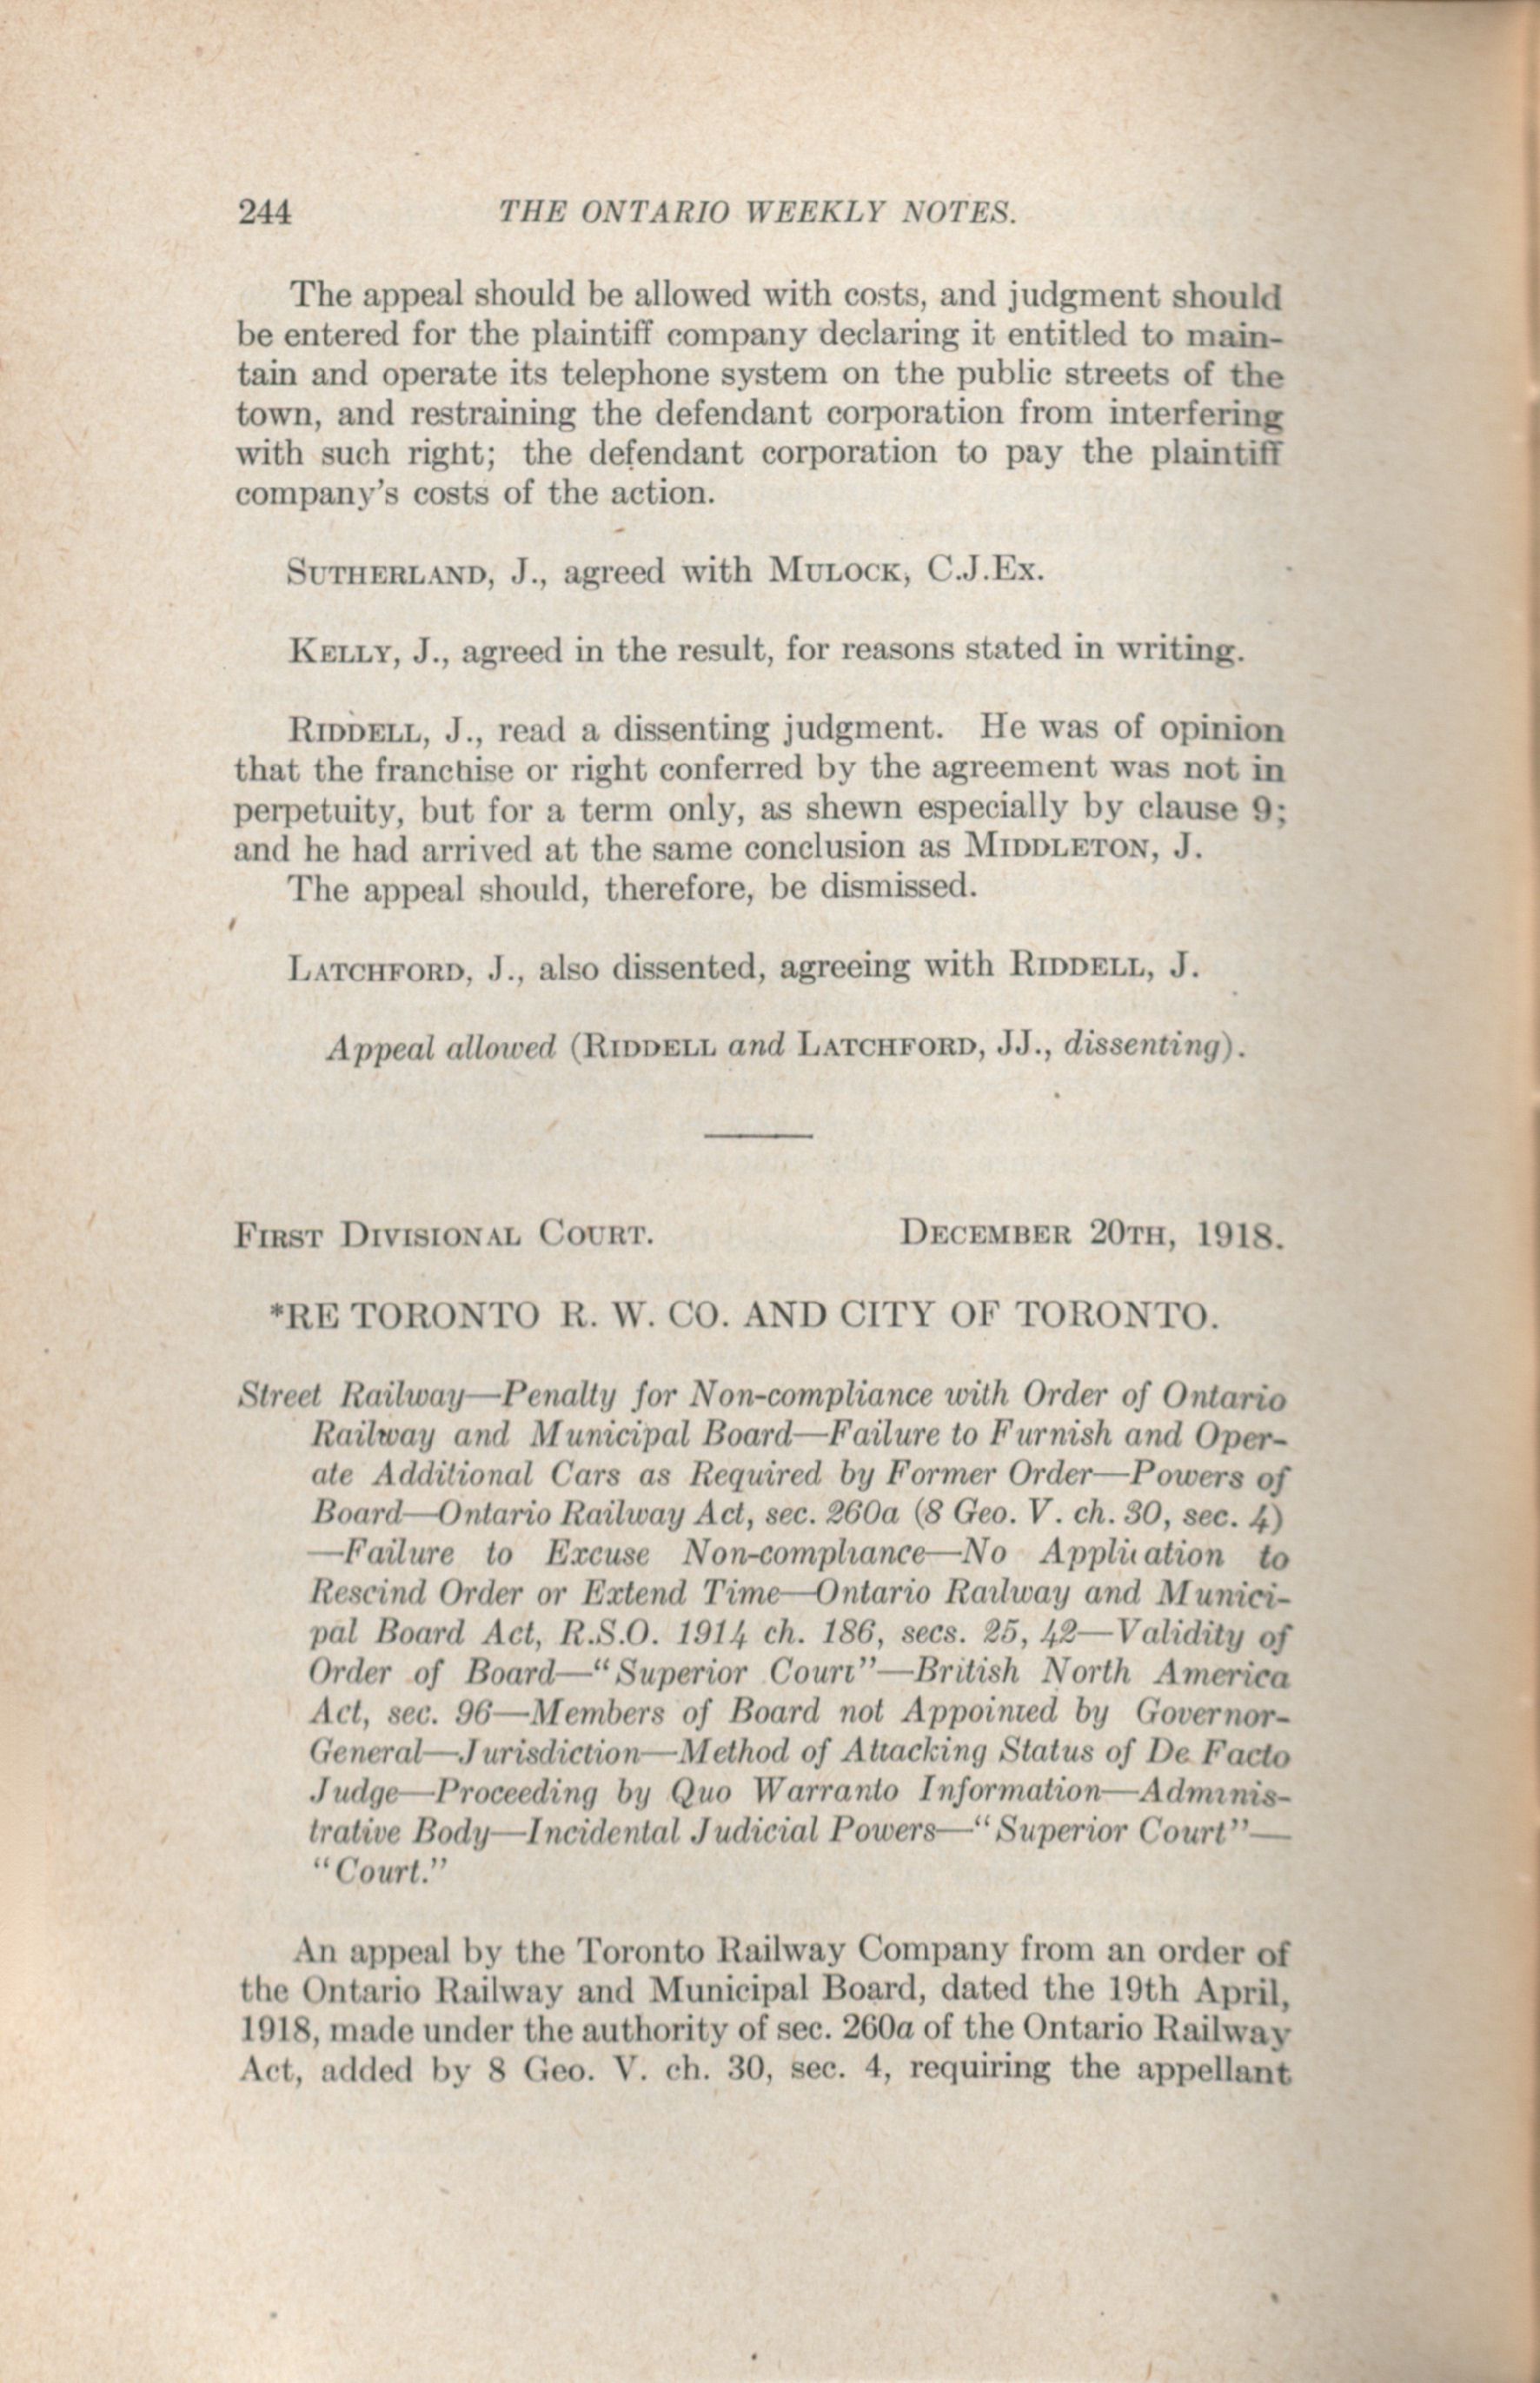 244 THE ONTARIO WEEKLY NOTES.
The appeal should be allowed with costs, and judgment should
be entered for the plaintiff company declaring it entitled to main-
tain and operate its telephone system on the public streets of the
town, and restraining the defendant corporation from interfering
with such right; the defendant corporation to pay the plaintiff
company's costs of the action.
SUTHERLAND, J., agreed with MULOCK, C.J.Ex.
KELLY, J., agreed in the result, for reasons stated in writing.
RIDDELL, J., read a dissenting judgment. He was of opinion
that the franchise or right conferred by the agreement was not in
perpetuity, but for a term only, as shewn especially by clause 9;
and he had arrived at the same conclusion as MIDDLETON, J.
The appeal should, therefore, be dismissed.
LATCHFORD, J., also dissented, agreeing with RIDDELL, J.
Appeal allowed (RIDDELL and LATCHFORD, JJ., dissenting).
FIRST DIVISIONAL COURT. DECEMBER 20TH, 1918.
*RE TORONTO R. W. CO. AND CITY OF TORONTO.
Street Railway—Penalty for Non-compliance with Order of Ontario
Railway and Municipal Board—Failure to Furnish and Oper-
ate Additional Cars as Required by Former Order—Powers of
Board—Ontario Railway Act, sec. 260a (8 Geo. V. ch. 30, sec. 4)
—Failure to Excuse Non-compliance—No Application to
Rescind Order or Extend Time—Ontario Railway and Munici-
pal Board Act, R.S.O. 1914 ch. 186, secs. 25, 42—Validity of
Order of Board—"Superior Court"—British North America
Act, sec. 96—Members of Board not Appointed by Governor-
General—Jurisdiction—Method of Attacking Status of De Facto
Judge—Proceeding by Quo Warranto Information—Adminis-
trative Body—Incidental Judicial Powers—"Superior Court"—
"Court."
An appeal by the Toronto Railway Company from an order of
the Ontario Railway and Municipal Board, dated the 19th April,
1918, made under the authority of sec. 260a of the Ontario Railway
Act, added by 8 Geo. V. ch. 30, sec. 4, requiring the appellant